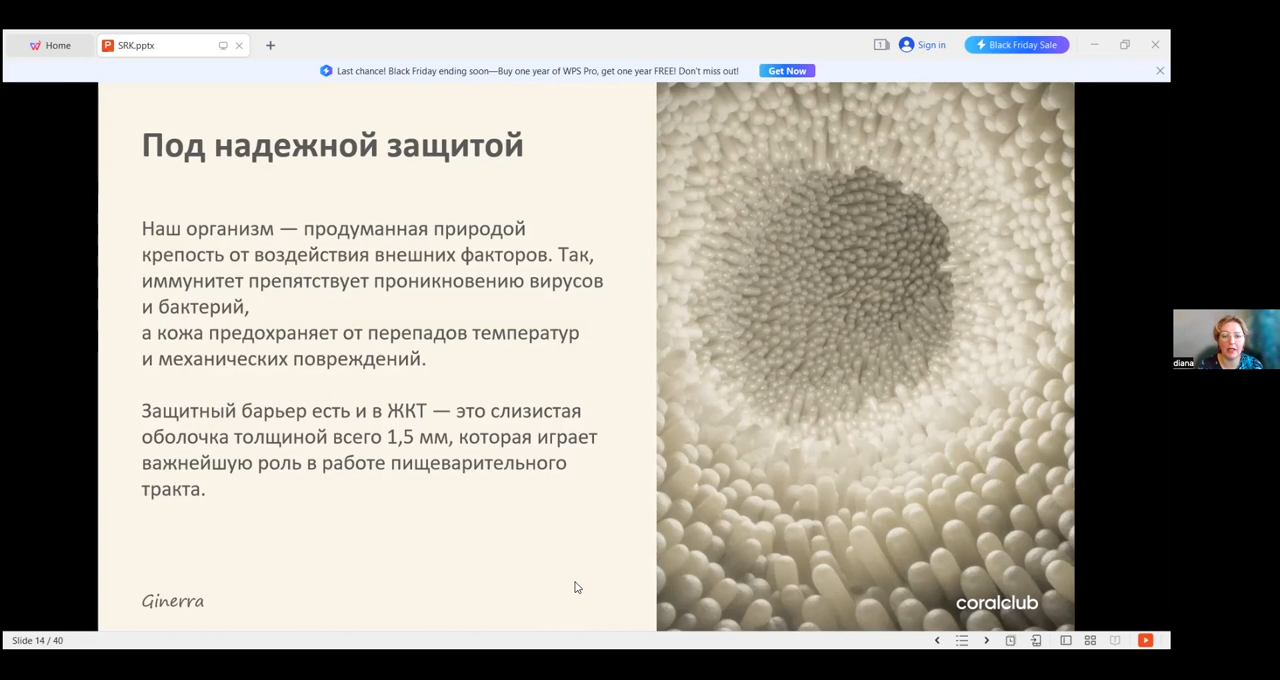 Home
SRK.pptx
1
Sign in
Black Friday Sale
Last chance! Black Friday ending soon—Buy one year of WPS Pro, get one year FREE! Don't miss out!
Get Now
Под надежной защитой
Наш организм — продуманная природой
крепость от воздействия внешних факторов. Так,
иммунитет препятствует проникновению вирусов
и бактерий,
а кожа предохраняет от перепадов температур
и механических повреждений.
Защитный барьер есть и в ЖКТ — это слизистая
оболочка толщиной всего 1,5 мм, которая играет
важнейшую роль в работе пищеварительного
тракта.
Ginerra
coralclub
diana
Slide 14 / 40